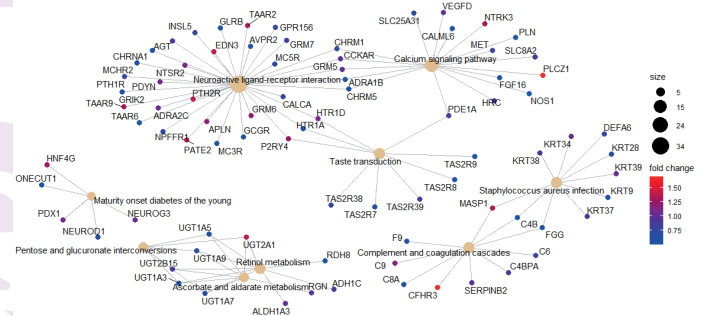 VEGFD
SLC25A31
NTRK3
TAAR2
GLRB
INSL5
GPR156
CALML6
PLN
EDN3
AVPR2
GRM7
CHRM1
MET
AGT
SLC8A2
CHRNA1
MC5R
CCKAR
Calcium signaling pathway
MCHR2
NTSR2
GRM5
PLCZ1
Neuroactive ligand-receptor interaction
PTH1R
PDYN
ADRA1B
FGF16
TAAR9
GRIK2
PTH2R
CALCA
CHRM5
HRC
NOS1
TAAR6
ADRA2C
GRM6
HTR1D
PDE1A
NPFFR1
APLN
GCGR
HTR1A
PATE2
MC3R
P2RY4
Taste transduction
TAS2R9
TAS2R8
TAS2R38
TAS2R7
TAS2R39
DEFA6
KRT34
KRT28
KRT38
KRT39
Staphylococcus aureus infection
KRT9
MASP1
KRT37
C4B
FGG
HNF4G
ONECUT1
Maturity onset diabetes of the young
PDX1
NEUROG3
NEUROD1
UGT1A5
UGT2A1
Pentose and glucuronate interconversions
UGT1A9
RDH8
UGT2B15
Retinol metabolism
UGT1A3
Ascorbate and aldarate metabolism
RGN
ADH1C
UGT1A7
ALDH1A3
F9
Complement and coagulation cascades
C6
C9
C4BPA
C8A
CFHR3
SERPINB2
size
5
15
24
34
fold change
1.50
1.25
1.00
0.75